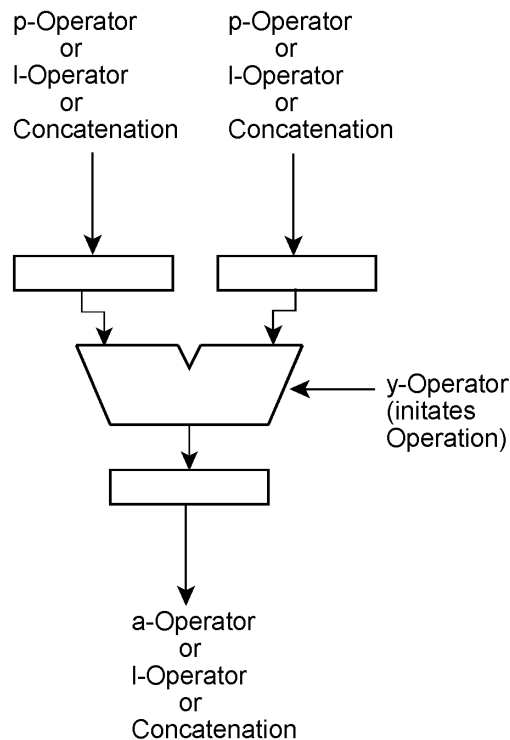 p-Operator
or
l-Operator
or
Concatenation
p-Operator
or
l-Operator
or
Concatenation
y-Operator
(initates
Operation)
a-Operator
or
l-Operator
or
Concatenation